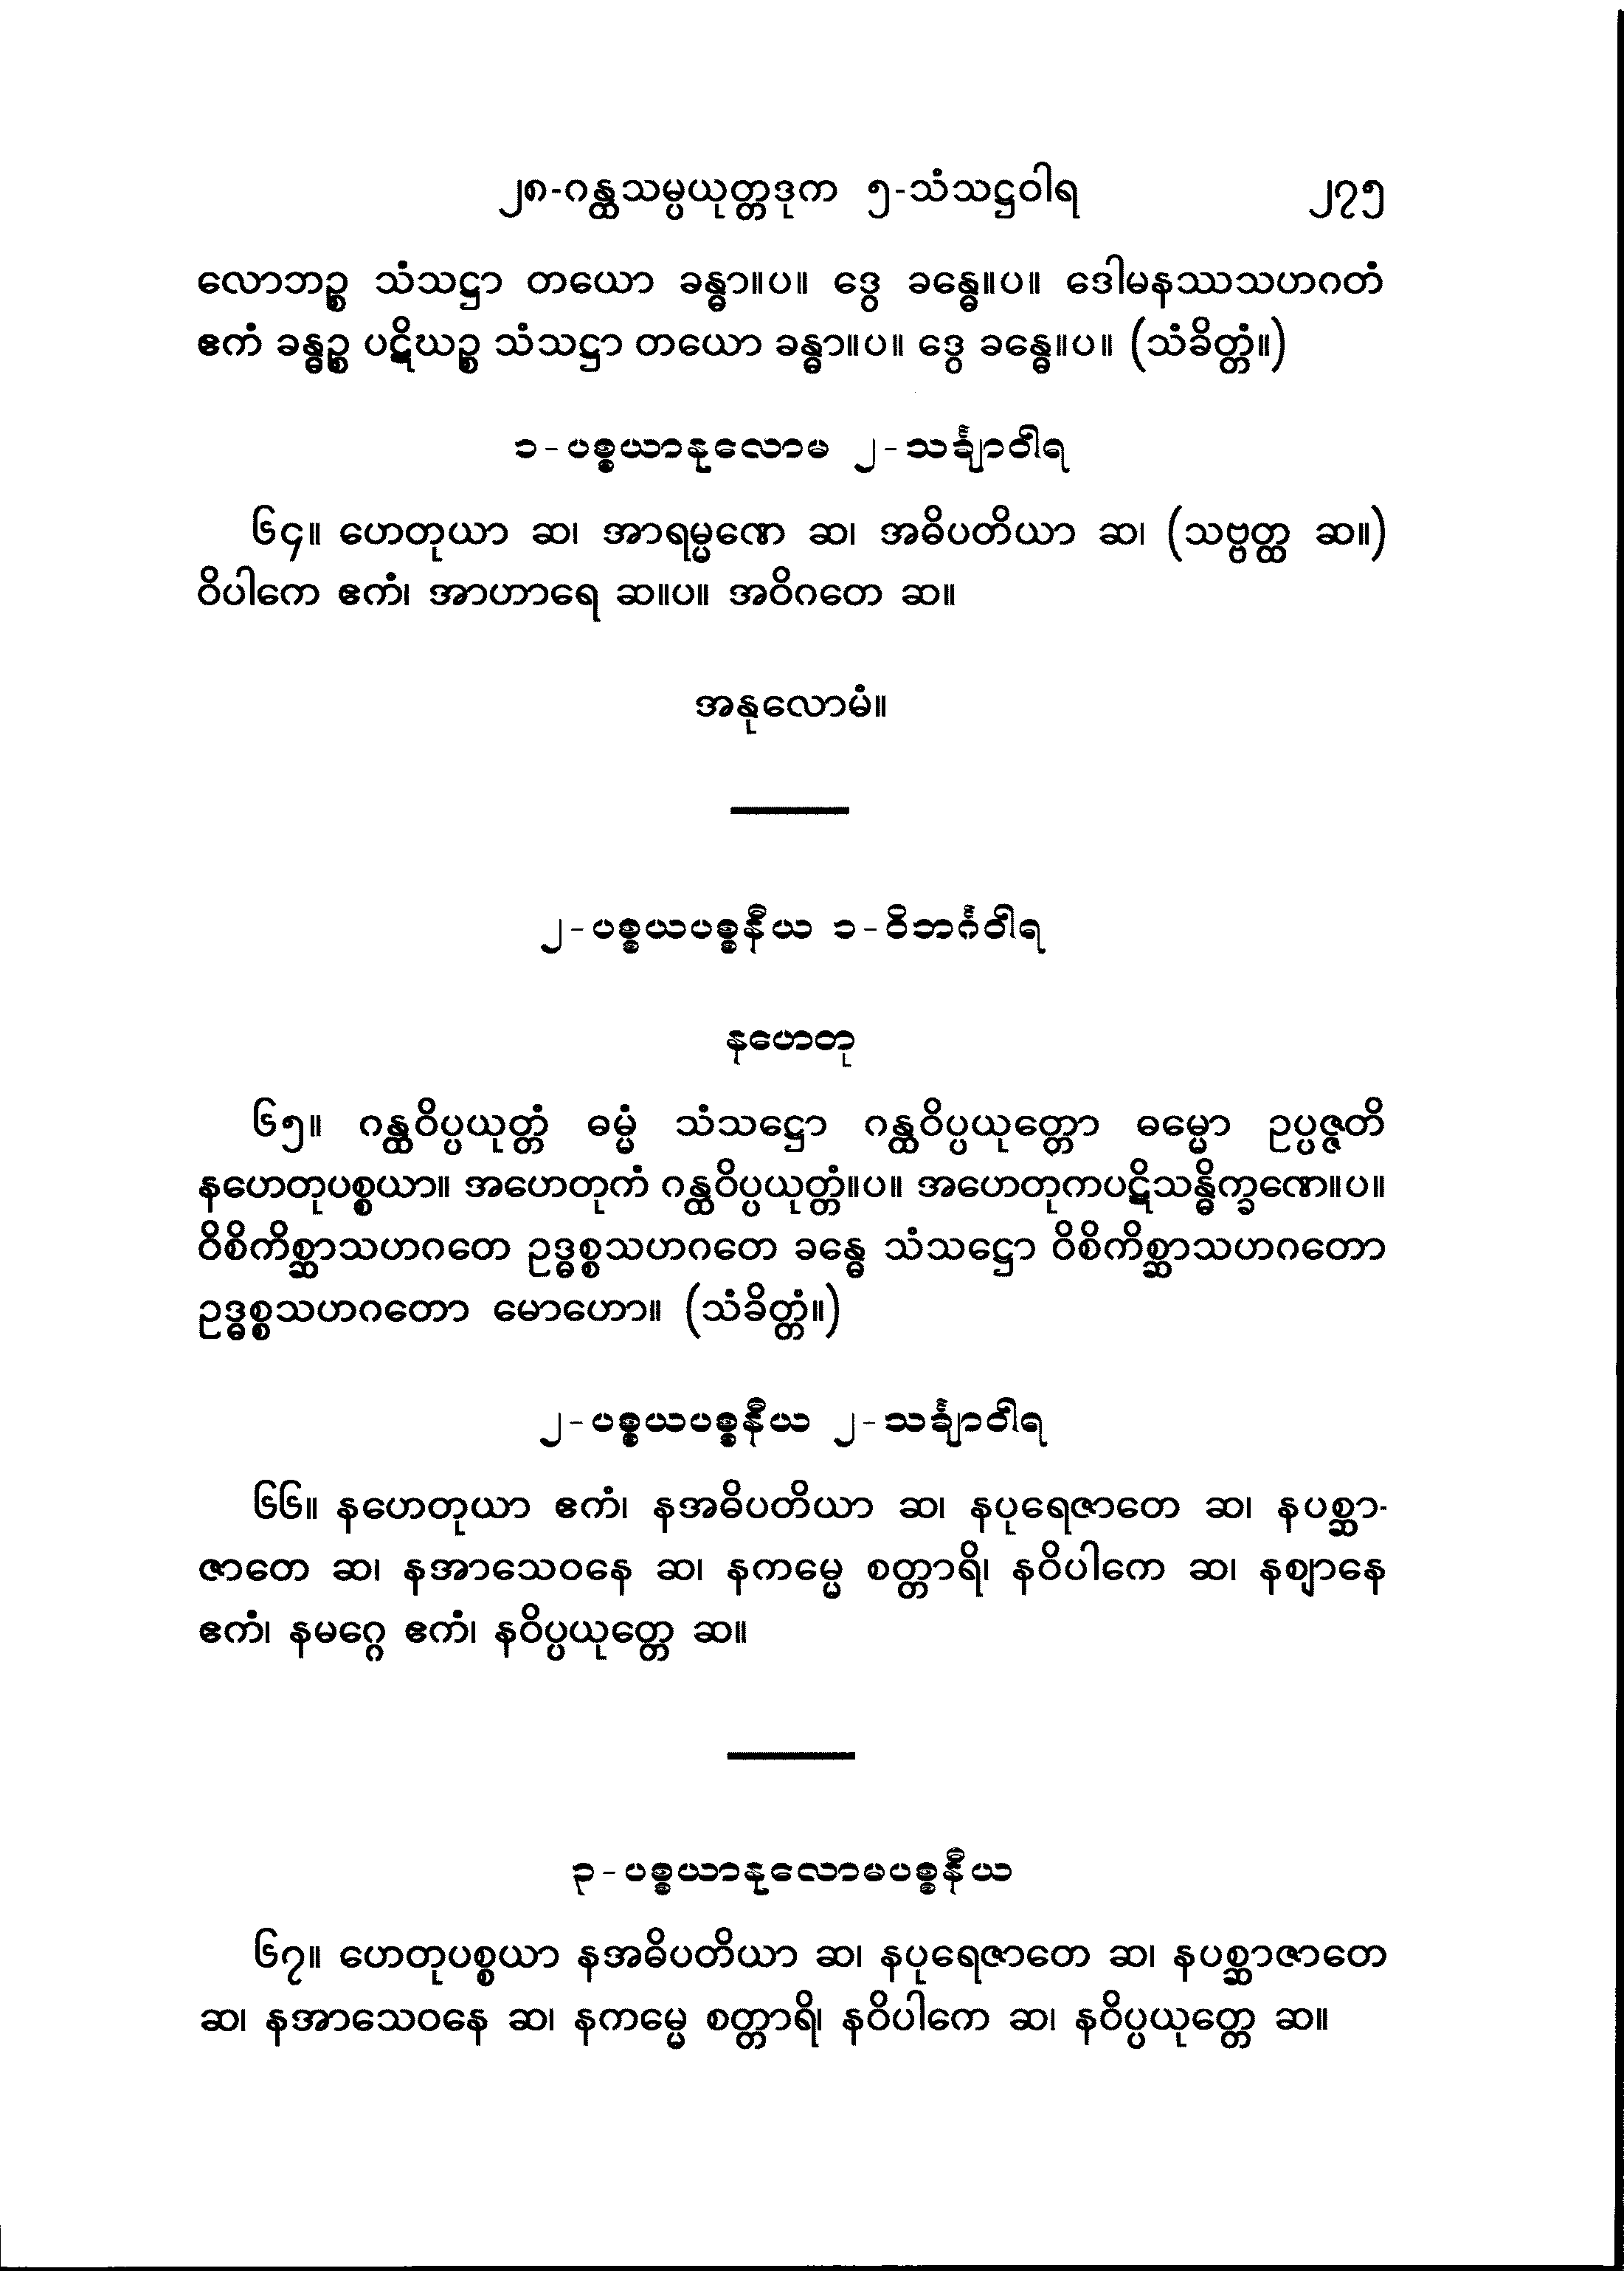 ၂၈-ဂန္ထသမ္ပယုတ္တဒုက ၅-သံသဋ္ဌဝါရ ၂၇၅
လောဘဉ္စ သံသဋ္ဌာ တယော ခန္ဓာ။ပ။ ဒွေ ခန္ဓေ။ပ။ ဒေါမနဿသဟဂတံ
ဧကံ ခန္ဓဉ္စ ပဋိဃဉ္စ သံသဋ္ဌာ တယော ခန္ဓာ။ပ။ ဒွေ ခန္ဓေ။ပ။ (သံခိတ္တံ။)
၁-ပစ္စယာနုလောမ ၂-သင်္ချာဝါရ
၆၄။ ဟေတုယာ ဆ၊ အာရမ္မဏေ ဆ၊ အဓိပတိယာ ဆ၊ (သဗ္ဗတ္ထ ဆ။)
ဝိပါကေ ဧကံ၊ အာဟာရေ ဆ။ပ။ အဝိဂတေ ဆ။
အနုလောမံ။
၂-ပစ္စယပစ္စနီယ ၁-ဝိဘင်္ဂဝါရ
နဟေတု
၆၅။ ဂန္ထဝိပ္ပယုတ္တံ ဓမ္မံ သံသဋ္ဌော ဂန္ထဝိပ္ပယုတ္တော ဓမ္မော ဥပ္ပဇ္ဇတိ
နဟေတုပစ္စယာ။ အဟေတုကံ ဂန္ထဝိပ္ပယုတ္တံ။ပ။ အဟေတုကပဋိသန္ဓိက္ခဏေ။ပ။
ဝိစိကိစ္ဆာသဟဂတေ ဥဒ္ဓစ္စသဟဂတေ ခန္ဓေ သံသဋ္ဌော ဝိစိကိစ္ဆာသဟဂတော
ဥဒ္ဓစ္စသဟဂတော မောဟော။ (သံခိတ္တံ။)
၂-ပစ္စယပစ္စနီယ ၂-သင်္ချာဝါရ
၆၆။ နဟေတုယာ ဧကံ၊ နအဓိပတိယာ ဆ၊ နပုရေဇာတေ ဆ၊ နပစ္ဆာ-
ဇာတေ ဆ၊ နအာသေဝနေ ဆ၊ နကမ္မေ စတ္တာရိ၊ နဝိပါကေ ဆ၊ နဈာနေ
ဧကံ၊ နမဂ္ဂေ ဧကံ၊ နဝိပ္ပယုတ္တေ ဆ။
၃-ပစ္စယာနုလောမပစ္စနီယ
၆၇။ ဟေတုပစ္စယာ နအဓိပတိယာ ဆ၊ နပုရေဇာတေ ဆ၊ နပစ္ဆာဇာတေ
ဆ၊ နအာသေဝနေ ဆ၊ နကမ္မေ စတ္တာရိ၊ နဝိပါကေ ဆ၊ နဝိပ္ပယုတ္တေ ဆ။